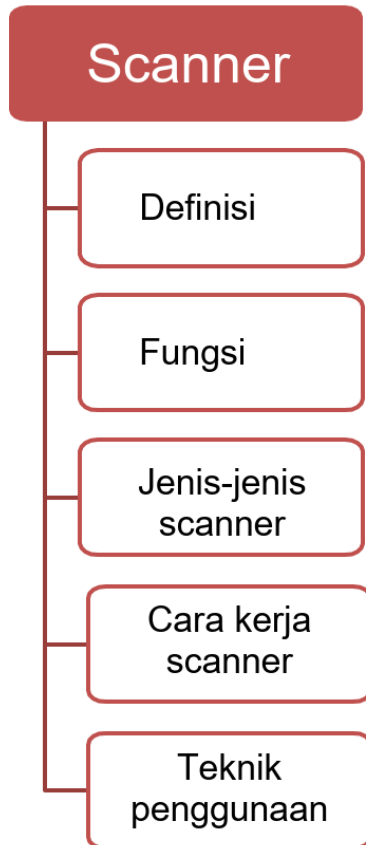 Scanner
Definisi
Fungsi
Jenis-jenis
scanner
Cara kerja
scanner
Teknik
penggunaan